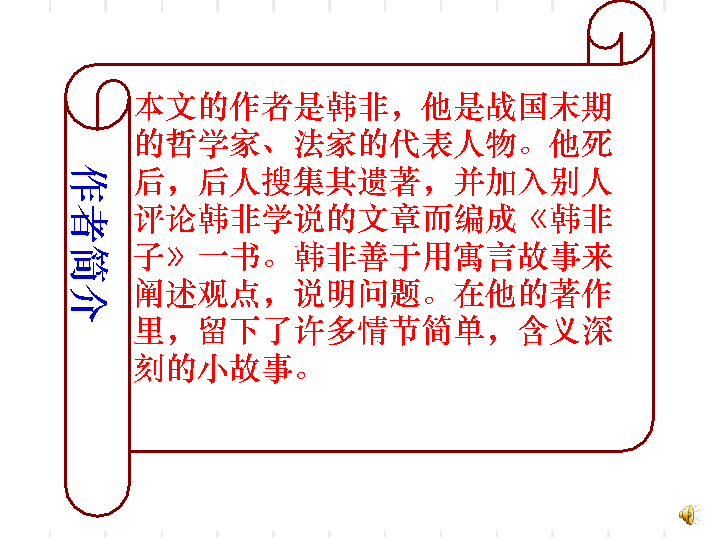 作者简介
本文的作者是韩非，他是战国末期
的哲学家、法家的代表人物。他死
后，后人搜集其遗著，并加入别人
评论韩非学说的文章而编成《韩非
子》一书。韩非善于用寓言故事来
阐述观点，说明问题。在他的著作
里，留下了许多情节简单，含义深
刻的小故事。